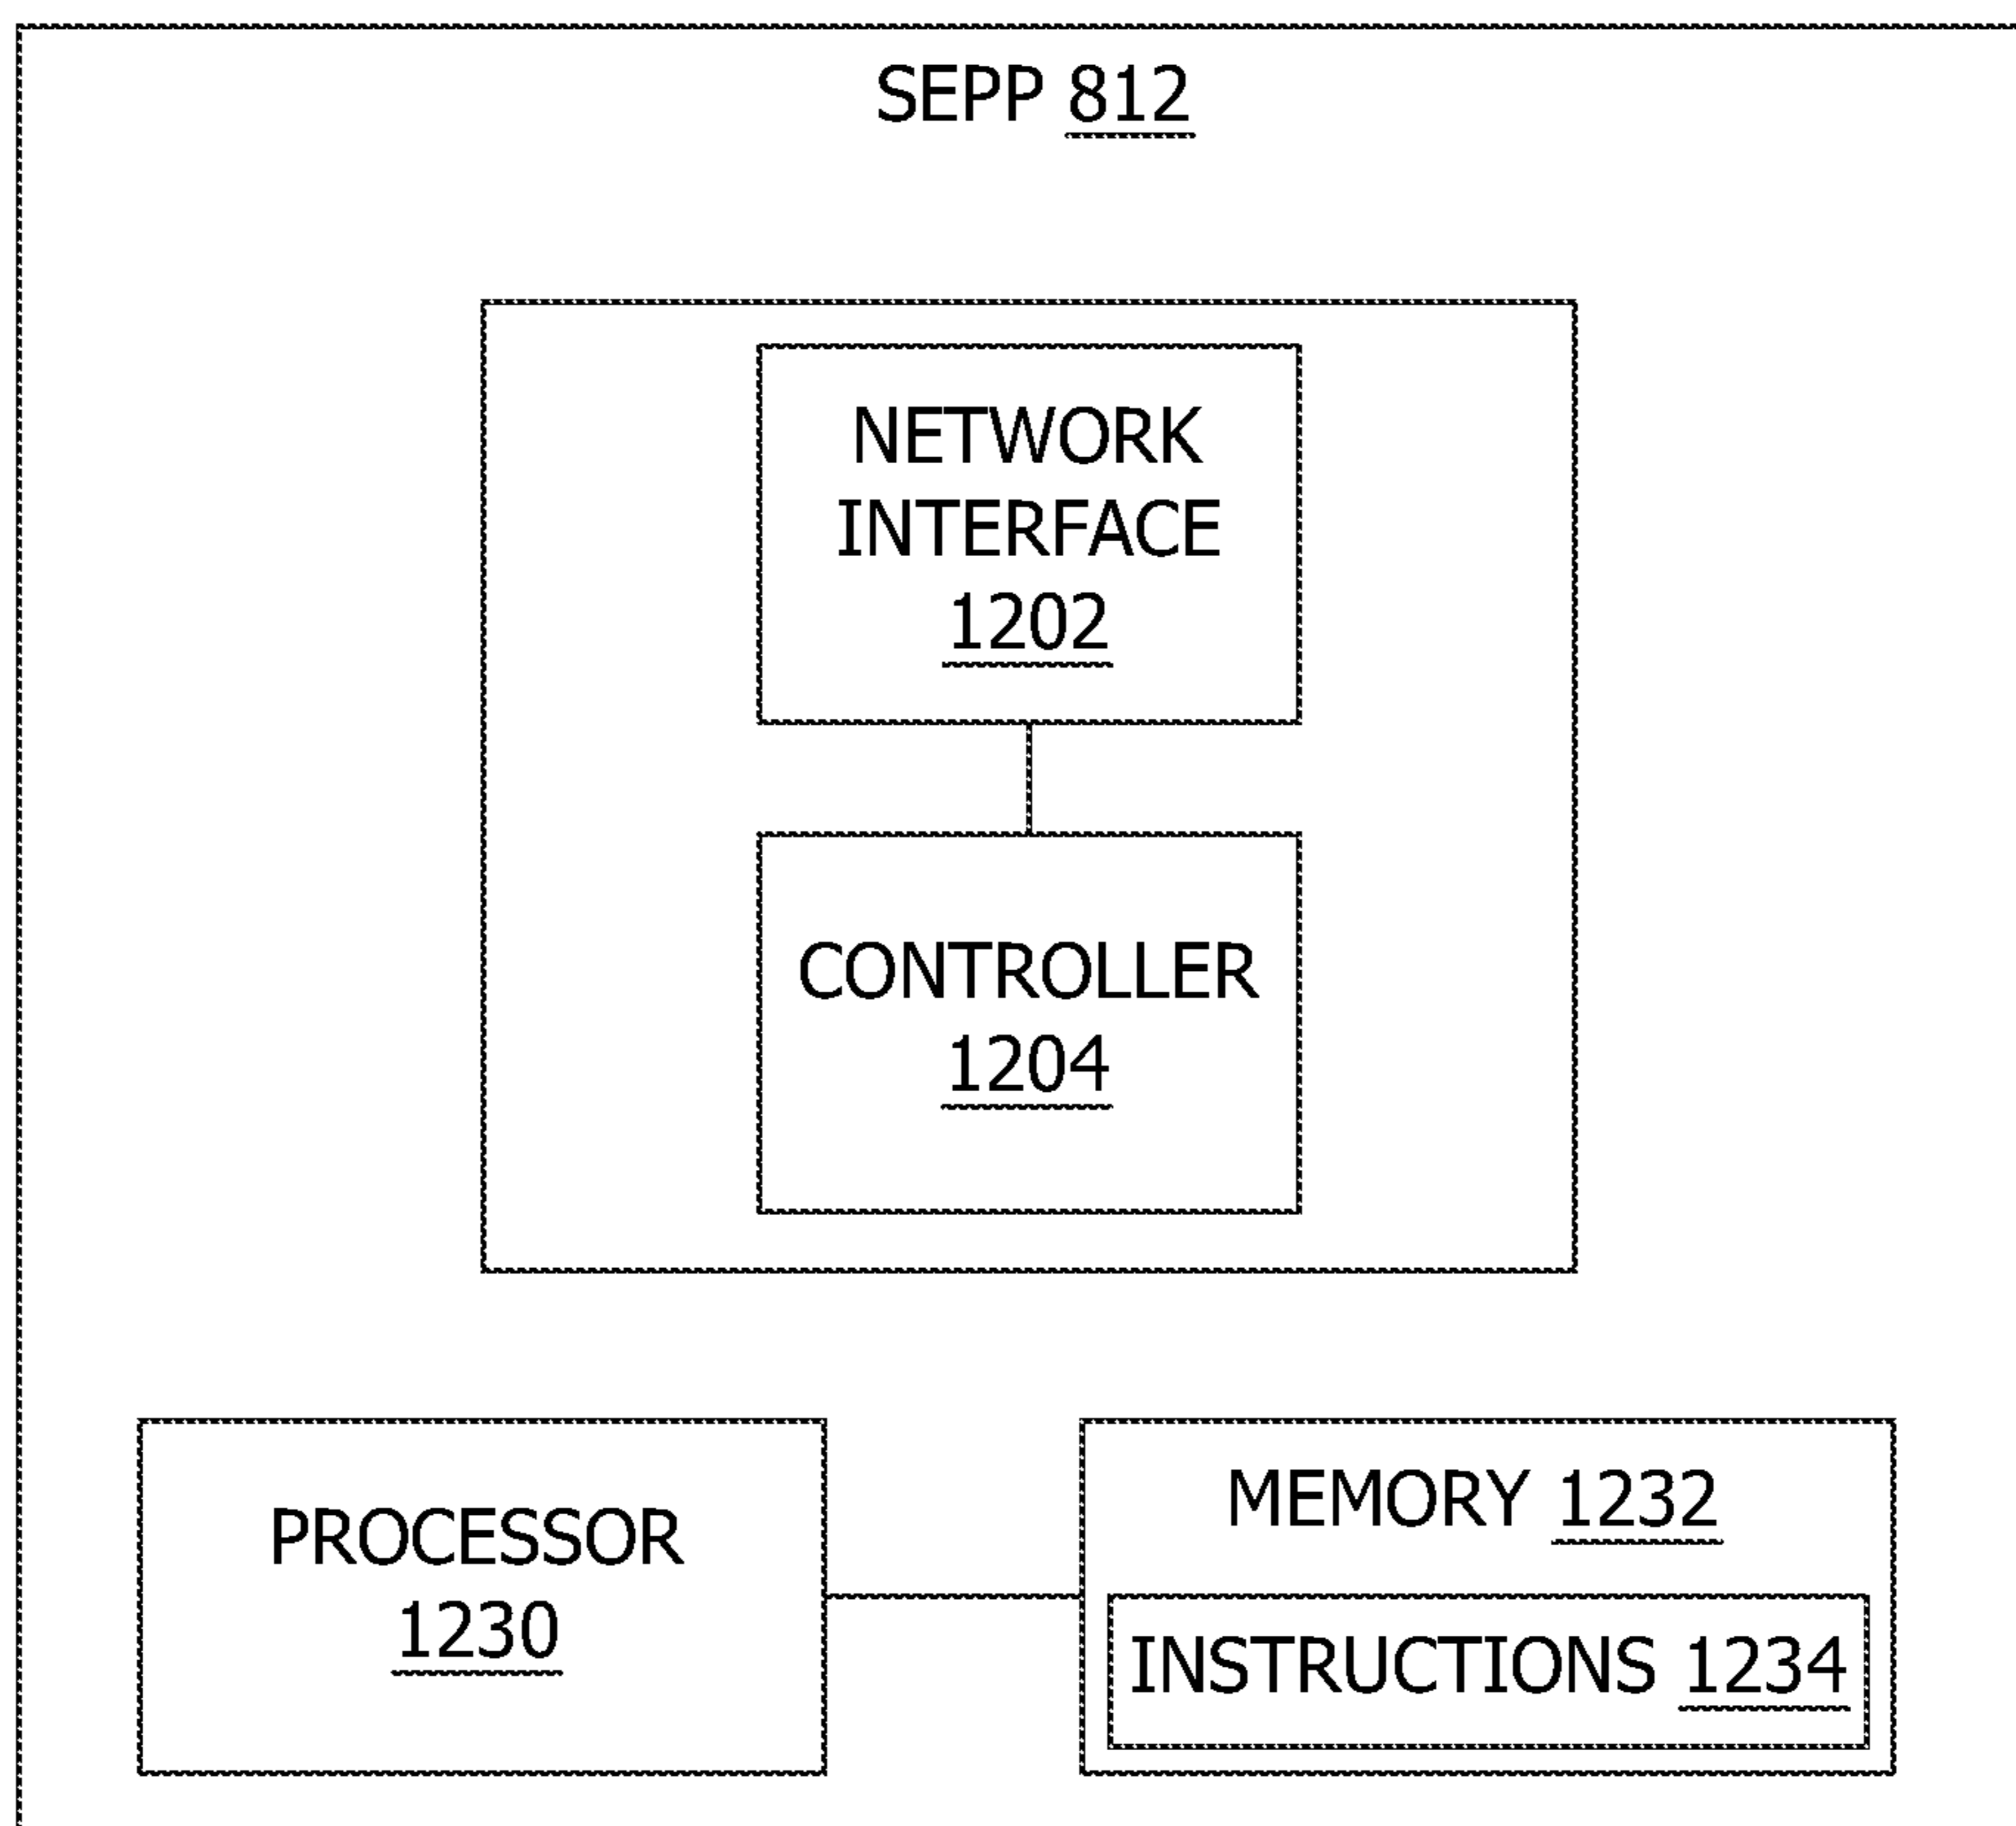 SEPP 812
NETWORK
INTERFACE
1202
CONTROLLER
1204
PROCESSOR
1230
MEMORY 1232
INSTRUCTIONS 1234